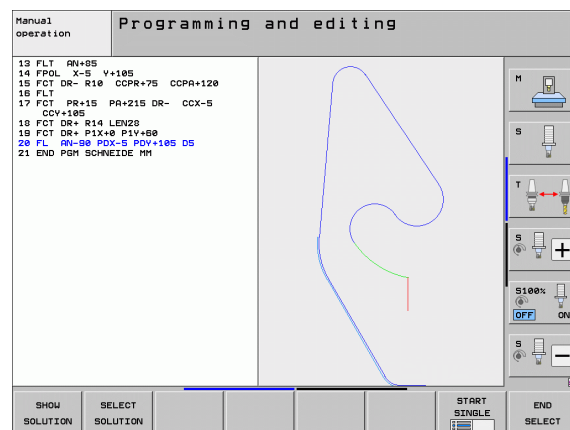 Manual
operation
Programming and editing
13 FLT AN+85
14 FPOL X-5 Y+105
15 FCT DR- R10 CCPR+75 CCPA+120
16 FLT
17 FCT PR+15 PA+215 DR- CCX-5
CCY+105
18 FCT DR+ R14 LEN28
19 FCT DR+ P1X+0 P1Y+60
20 FL AN-90 PDX-5 PDY+105 D5
21 END PGM SCHNEIDE MM
M
S
T
S
+
S100%
OFF
ON
S
-
SHOW
SOLUTION
SELECT
SOLUTION
START
SINGLE
END
SELECT